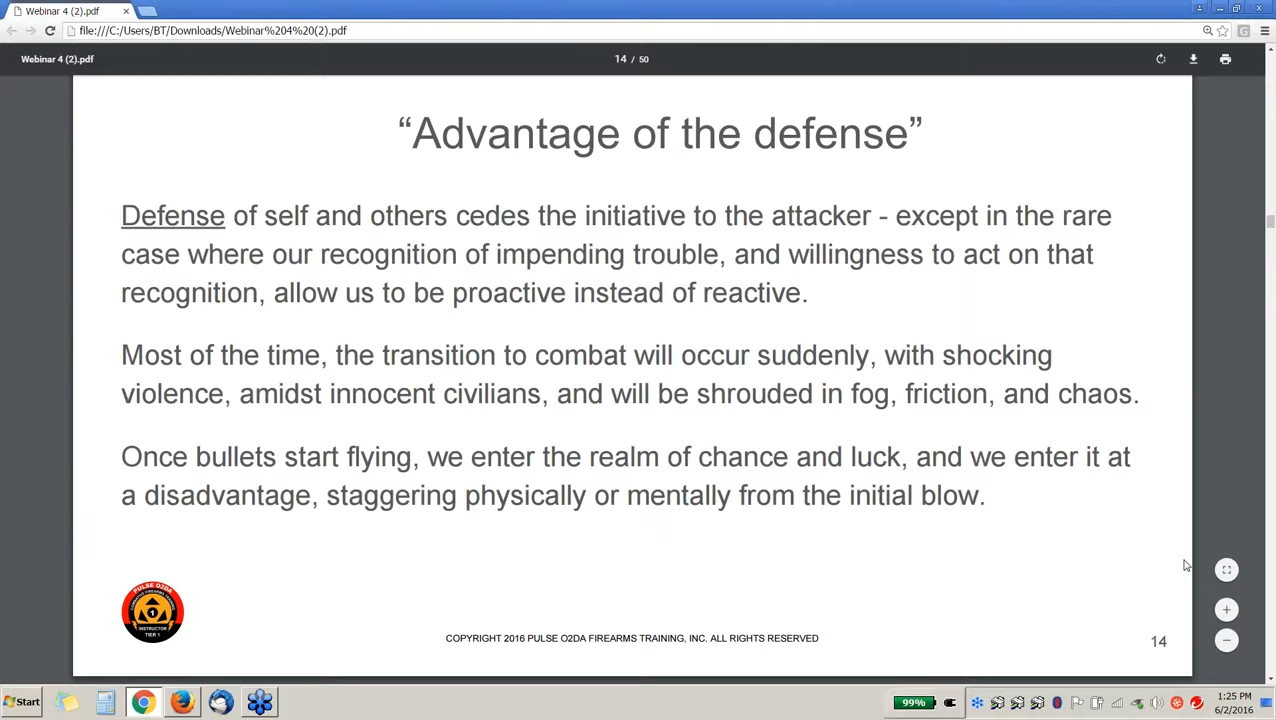 Webinar 4 (2).pdf
file:///C:/Users/BT/Downloads/Webinar%204%20(2).pdf
Webinar 4 (2).pdf
14 / 50
“Advantage of the defense”
Defense of self and others cedes the initiative to the attacker - except in the rare
case where our recognition of impending trouble, and willingness to act on that
recognition, allow us to be proactive instead of reactive.
Most of the time, the transition to combat will occur suddenly, with shocking
violence, amidst innocent civilians, and will be shrouded in fog, friction, and chaos.
Once bullets start flying, we enter the realm of chance and luck, and we enter it at
a disadvantage, staggering physically or mentally from the initial blow.
PULSE O2DA
1
INSTRUCTOR
TIER 1
COPYRIGHT 2016 PULSE O2DA FIREARMS TRAINING, INC. ALL RIGHTS RESERVED
14
Start
99%
1:25 PM
6/2/2016